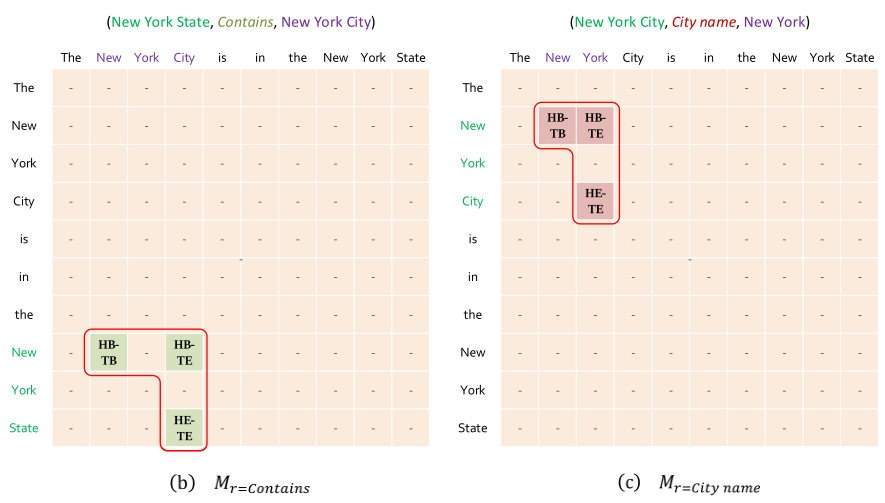 (New York State, Contains, New York City)
The New York City is in the New York State
The - - - - - - - - - -
New - - - - - - - - - -
York - - - - - - - - - -
City - - - - - - - - - -
is - - - - - - - - - -
in - - - - - - - - - -
the - - - - - - - - - -
New - HB-TB - HB-TE - - - - - -
York - - - - - - - - - -
State - - - HE-TE - - - - - -
(b) M r=Contains
(New York City, City name, New York)
The New York City is in the New York State
The - - - - - - - - - -
New - HB-TB HB-TE - - - - - - -
York - - - - - - - - - -
City - - HE-TE - - - - - - -
is - - - - - - - - - -
in - - - - - - - - - -
the - - - - - - - - - -
New - - - - - - - - - -
York - - - - - - - - - -
State - - - - - - - - - -
(c) M r=City name